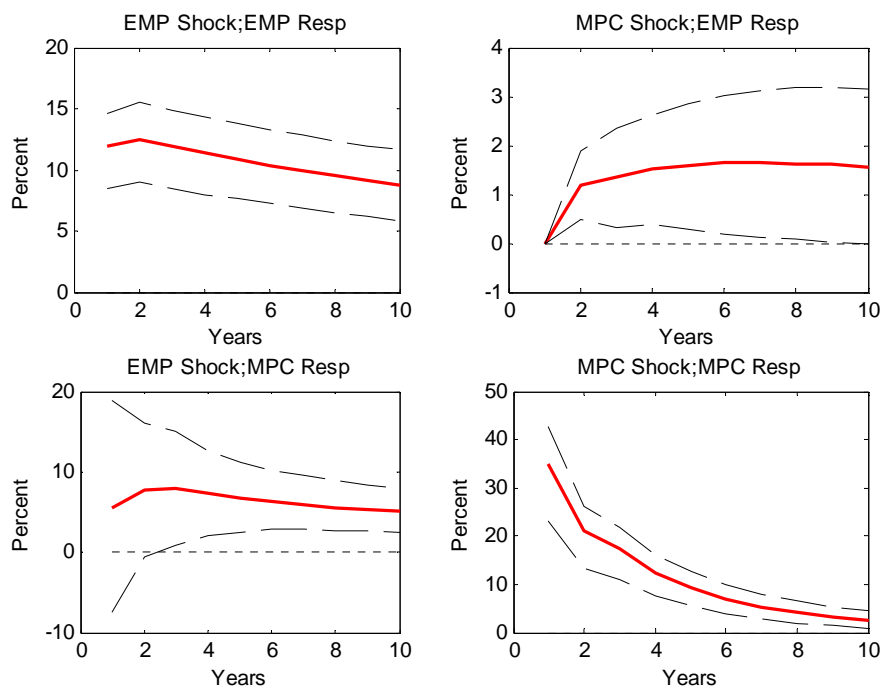 EMP Shock;EMP Resp
20
15
10
5
0
Percent
0 2 4 6 8 10
Years
MPC Shock;EMP Resp
4
3
2
1
0
-1
Percent
0 2 4 6 8 10
Years
EMP Shock;MPC Resp
20
10
0
-10
Percent
0 2 4 6 8 10
Years
MPC Shock;MPC Resp
50
40
30
20
10
0
Percent
0 2 4 6 8 10
Years